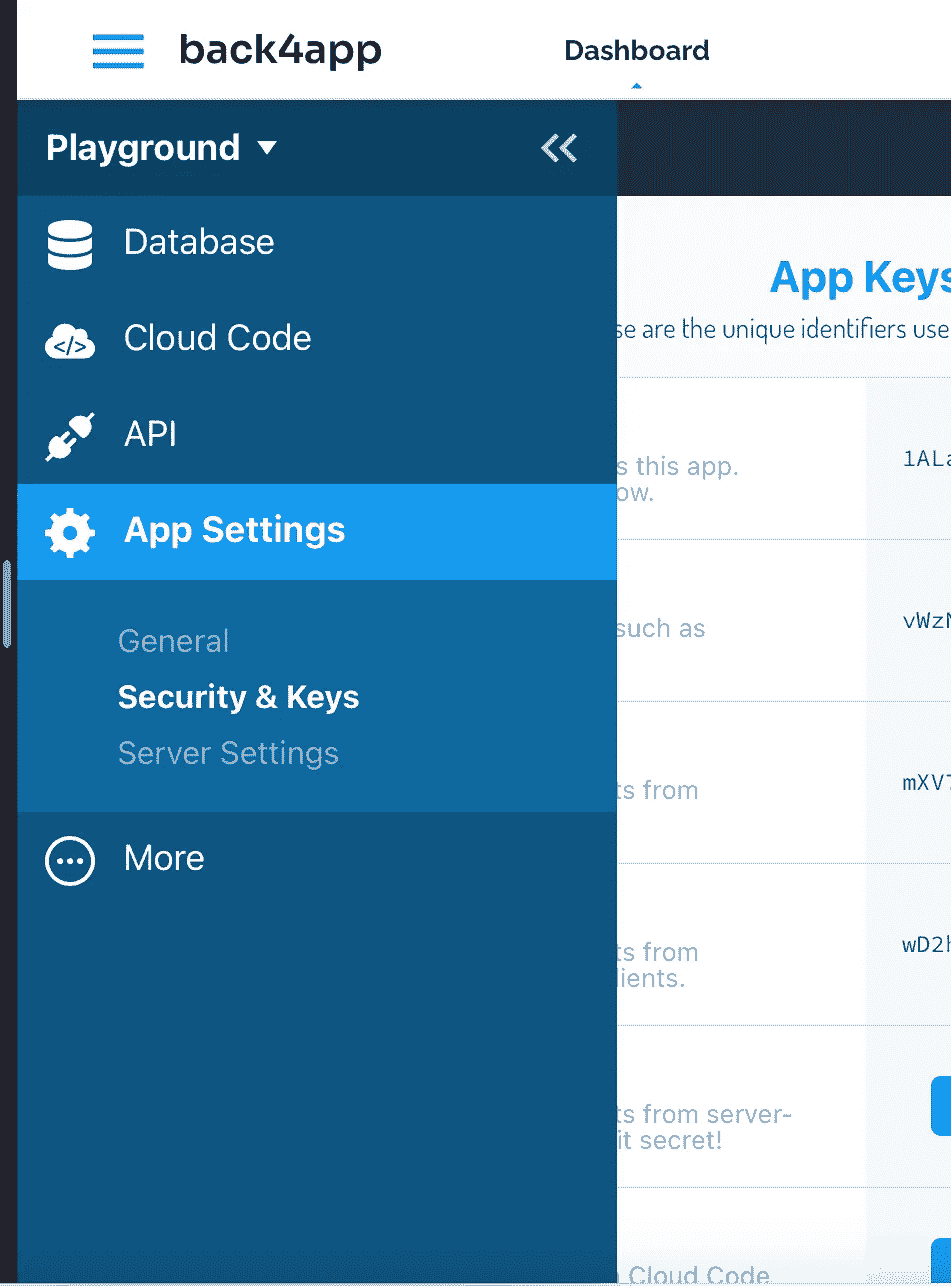 back4app
Dashboard
Playground
Database
Cloud Code
</>
API
App Settings
General
Security & Keys
Server Settings
More
App Keys
se are the unique identifiers use
s this app.
ow.
1ALa
such as
vWzN
ts from
mXV7
ts from
lients.
wD2h
ts from server-
it secret!
Cloud Code